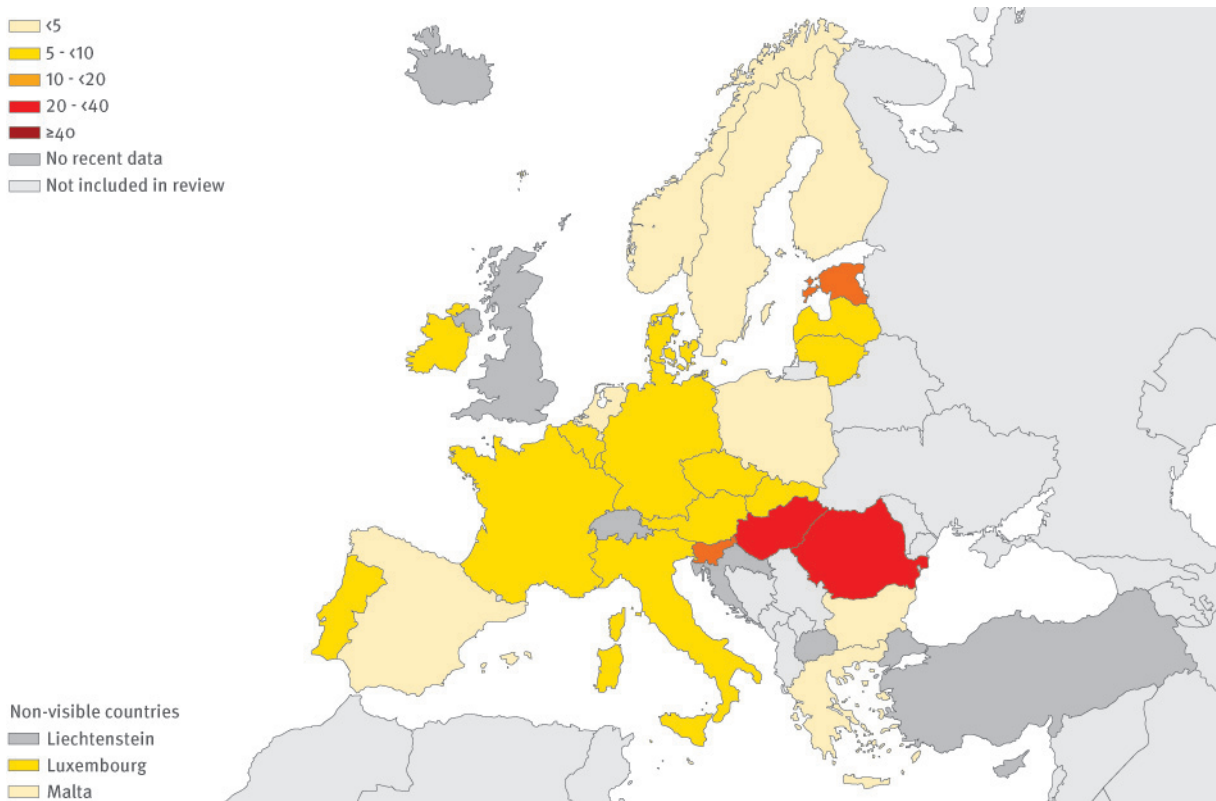 <5
5 - <10
10 - <20
20 - <40
≥40
No recent data
Not included in review
Non-visible countries
Liechtenstein
Luxembourg
Malta